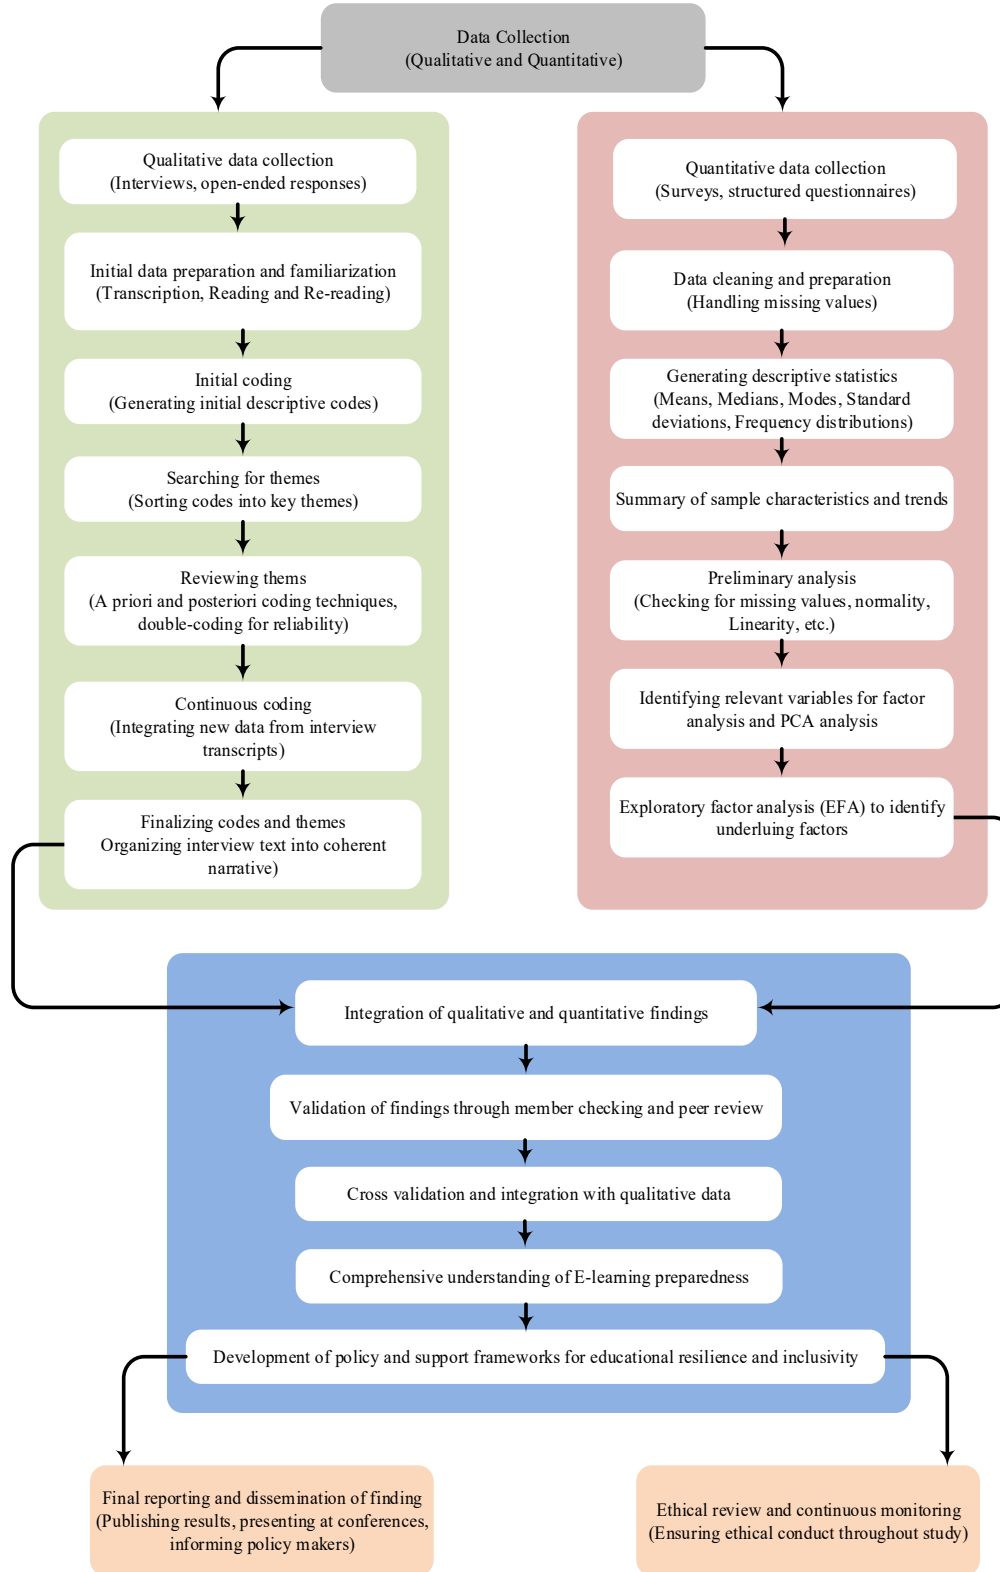 Data Collection
(Qualitative and Quantitative)
Qualitative data collection
(Interviews, open-ended responses)
Initial data preparation and familiarization
(Transcription, Reading and Re-reading)
Initial coding
(Generating initial descriptive codes)
Searching for themes
(Sorting codes into key themes)
Reviewing thems
(A priori and posteriori coding techniques,
double-coding for reliability)
Continuous coding
(Integrating new data from interview
transcripts)
Finalizing codes and themes
Organizing interview text into coherent
narrative)
Quantitative data collection
(Surveys, structured questionnaires)
Data cleaning and preparation
(Handling missing values)
Generating descriptive statistics
(Means, Medians, Modes, Standard
deviations, Frequency distributions)
Summary of sample characteristics and trends
Preliminary analysis
(Checking for missing values, normality,
Linearity, etc.)
Identifying relevant variables for factor
analysis and PCA analysis
Exploratory factor analysis (EFA) to identify
underluing factors
Integration of qualitative and quantitative findings
Validation of findings through member checking and peer review
Cross validation and integration with qualitative data
Comprehensive understanding of E-learning preparedness
Development of policy and support frameworks for educational resilience and inclusivity
Final reporting and dissemination of finding
(Publishing results, presenting at conferences,
informing policy makers)
Ethical review and continuous monitoring
(Ensuring ethical conduct throughout study)